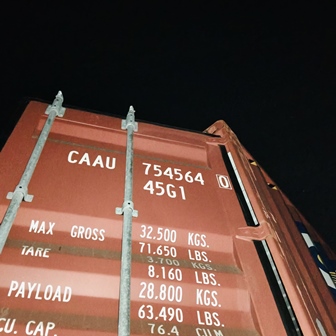 CAAU 754564 0
45G1
MAX GROSS 32.500 KGS.
71.650 LBS.
TARE 3.700 KGS.
8.160 LBS.
PAYLOAD 28.800 KGS.
63.490 LBS.
CU. CAP. 76.4 CU.M.